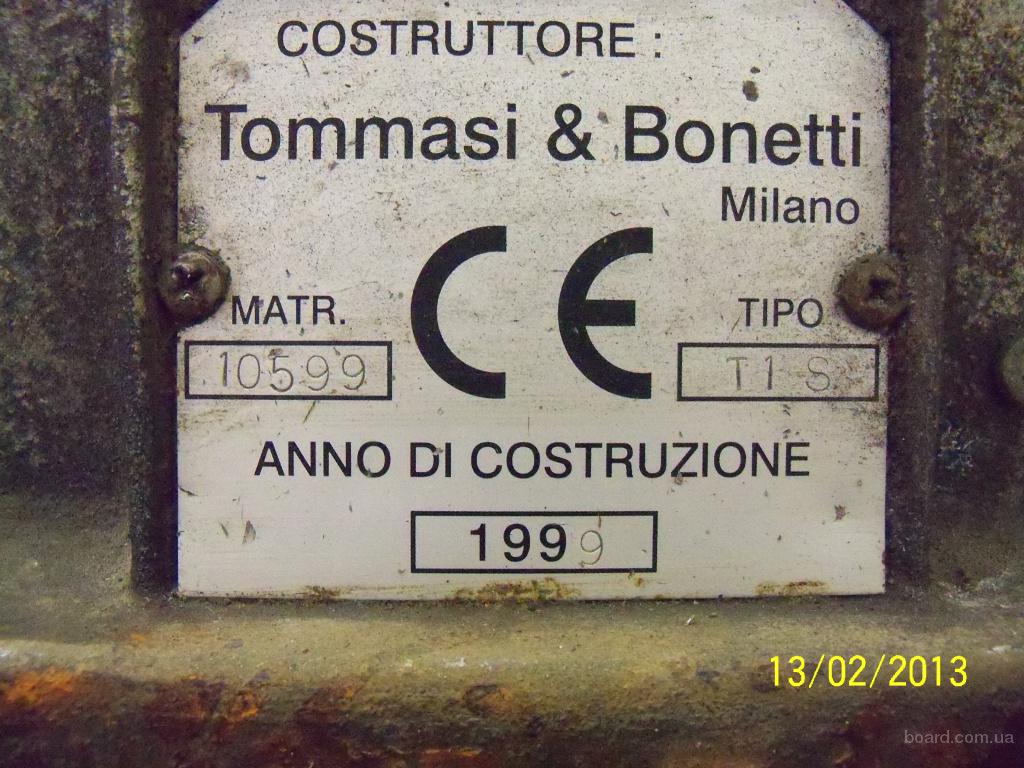 COSTRUTTORE :
Tommasi & Bonetti
Milano
CE
MATR.
TIPO
10599
T1 S
ANNO DI COSTRUZIONE
1999
13/02/2013
board.com.ua